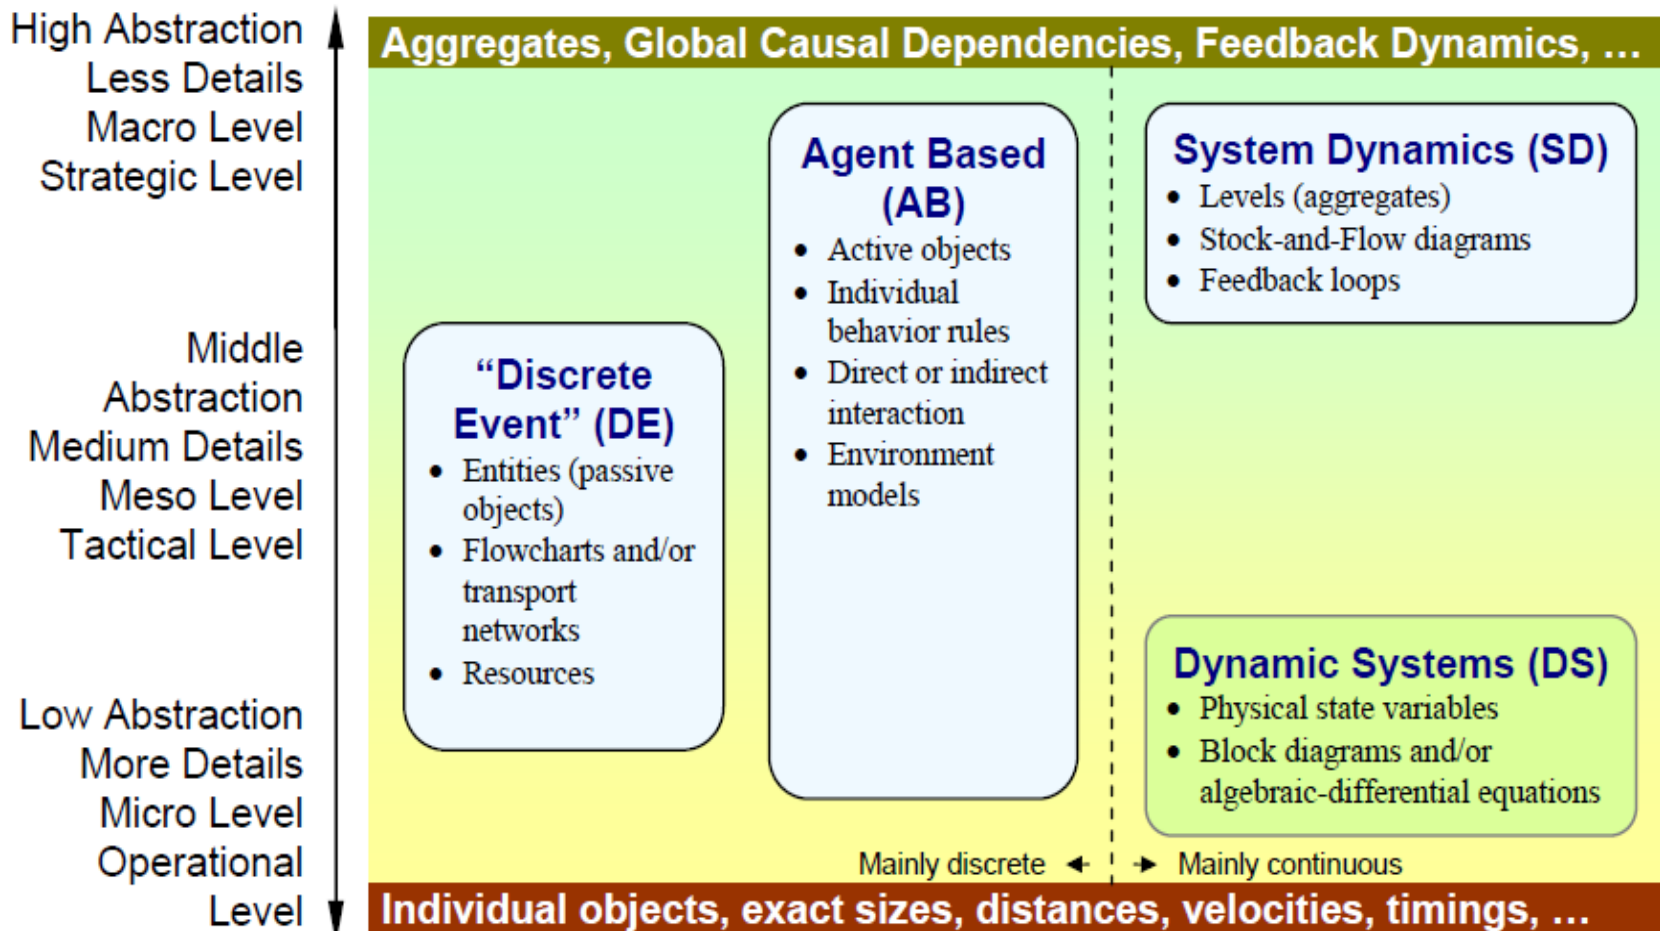 High Abstraction
Less Details
Macro Level
Strategic Level
Middle
Abstraction
Medium Details
Meso Level
Tactical Level
Low Abstraction
More Details
Micro Level
Operational
Level
Aggregates, Global Causal Dependencies, Feedback Dynamics, …
“Discrete
Event” (DE)
• Entities (passive
objects)
• Flowcharts and/or
transport
networks
• Resources
Agent Based
(AB)
• Active objects
• Individual
behavior rules
• Direct or indirect
interaction
• Environment
models
System Dynamics (SD)
• Levels (aggregates)
• Stock-and-Flow diagrams
• Feedback loops
Dynamic Systems (DS)
• Physical state variables
• Block diagrams and/or
algebraic-differential equations
Mainly discrete
Mainly continuous
Individual objects, exact sizes, distances, velocities, timings, …